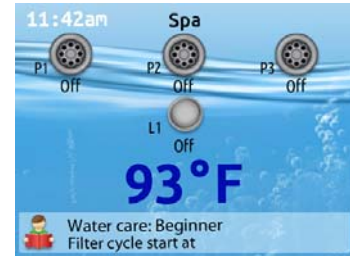 11:42am Spa
P1 P2 P3
Off Off Off
L1
Off
93°F
Water care: Beginner
Filter cycle start at